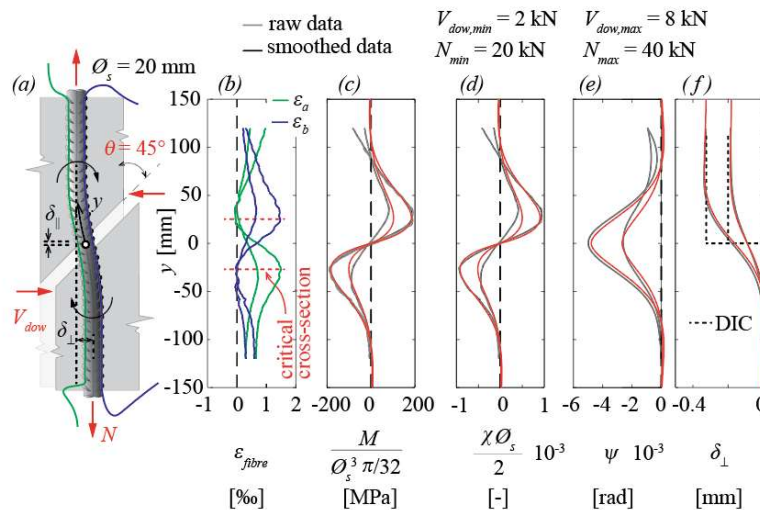 raw data
smoothed data
V_dow,min = 2 kN
N_min = 20 kN
V_dow,max = 8 kN
N_max = 40 kN
(a) Ø_s = 20 mm
θ = 45°
y
δ_∥
V_dow
δ_⊥
N
y [mm]
150
100
50
0
-50
-100
-150
(b)
ε_a
ε_b
critical
cross-section
-1 0 1 2
ε_fibre
[‰]
(c)
-200 0 200
M
Ø_s³ π/32
[MPa]
(d)
-1 0 1
χØ_s
2
10⁻³
[-]
(e)
-6 -4 -2 0
ψ 10⁻³
[rad]
(f)
DIC
-0.4 0
δ_⊥
[mm]